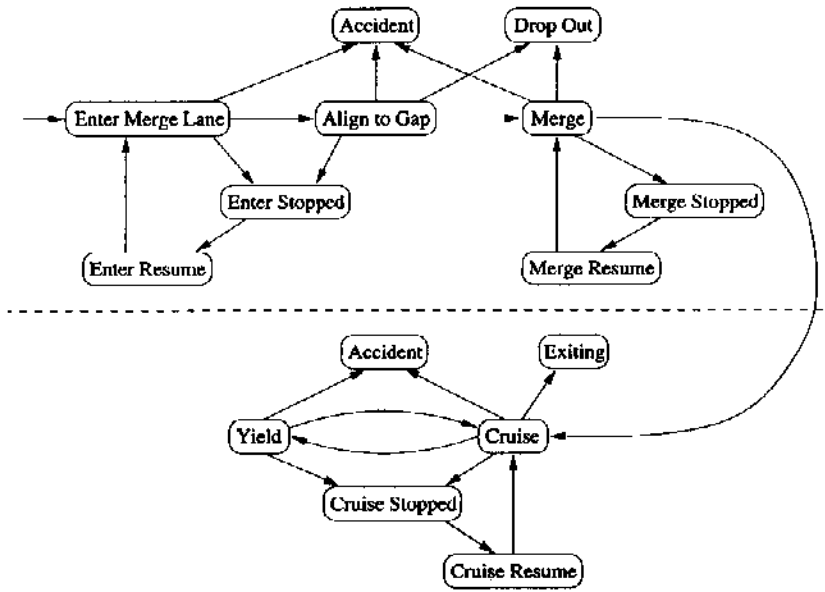 Accident
Drop Out
Enter Merge Lane
Align to Gap
Merge
Enter Stopped
Merge Stopped
Enter Resume
Merge Resume
Accident
Exiting
Yield
Cruise
Cruise Stopped
Cruise Resume